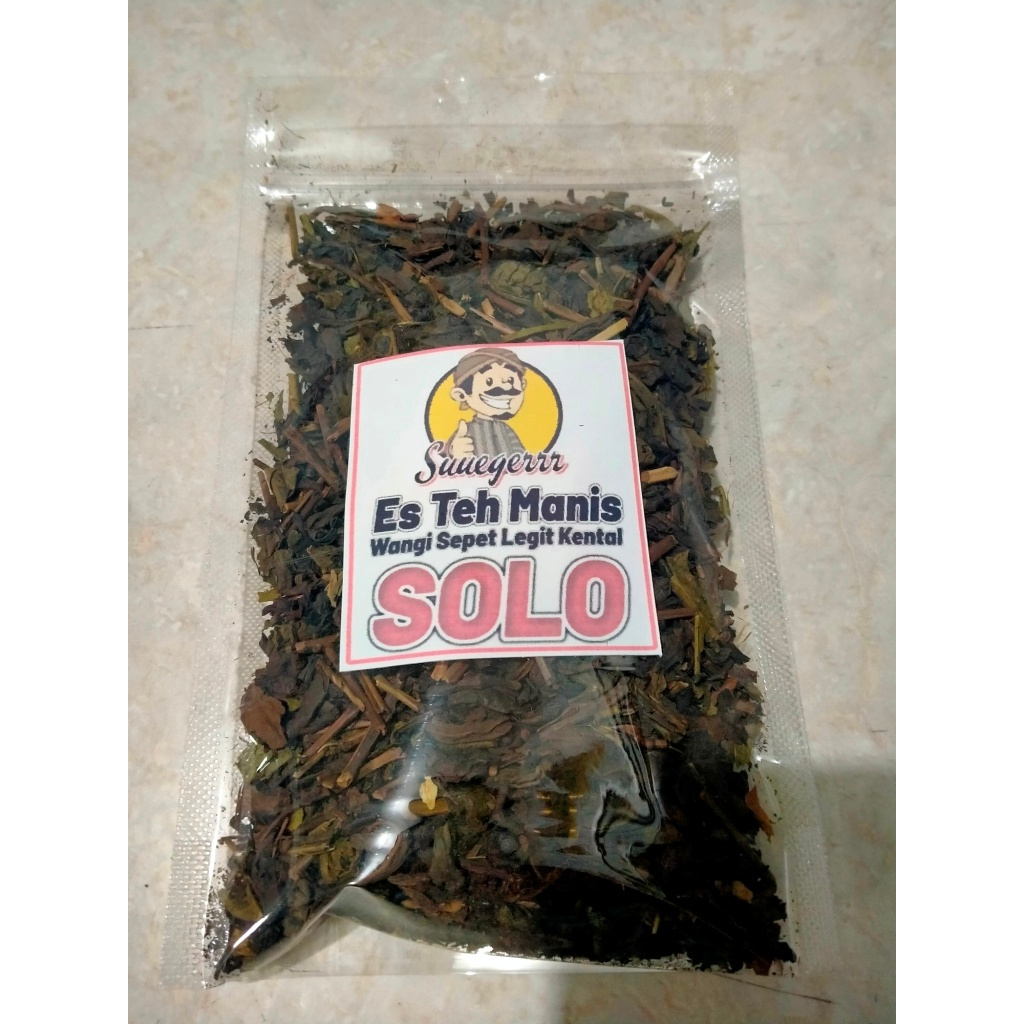 Suuegerrr
Es Teh Manis
Wangi Sepet Legit Kental
SOLO